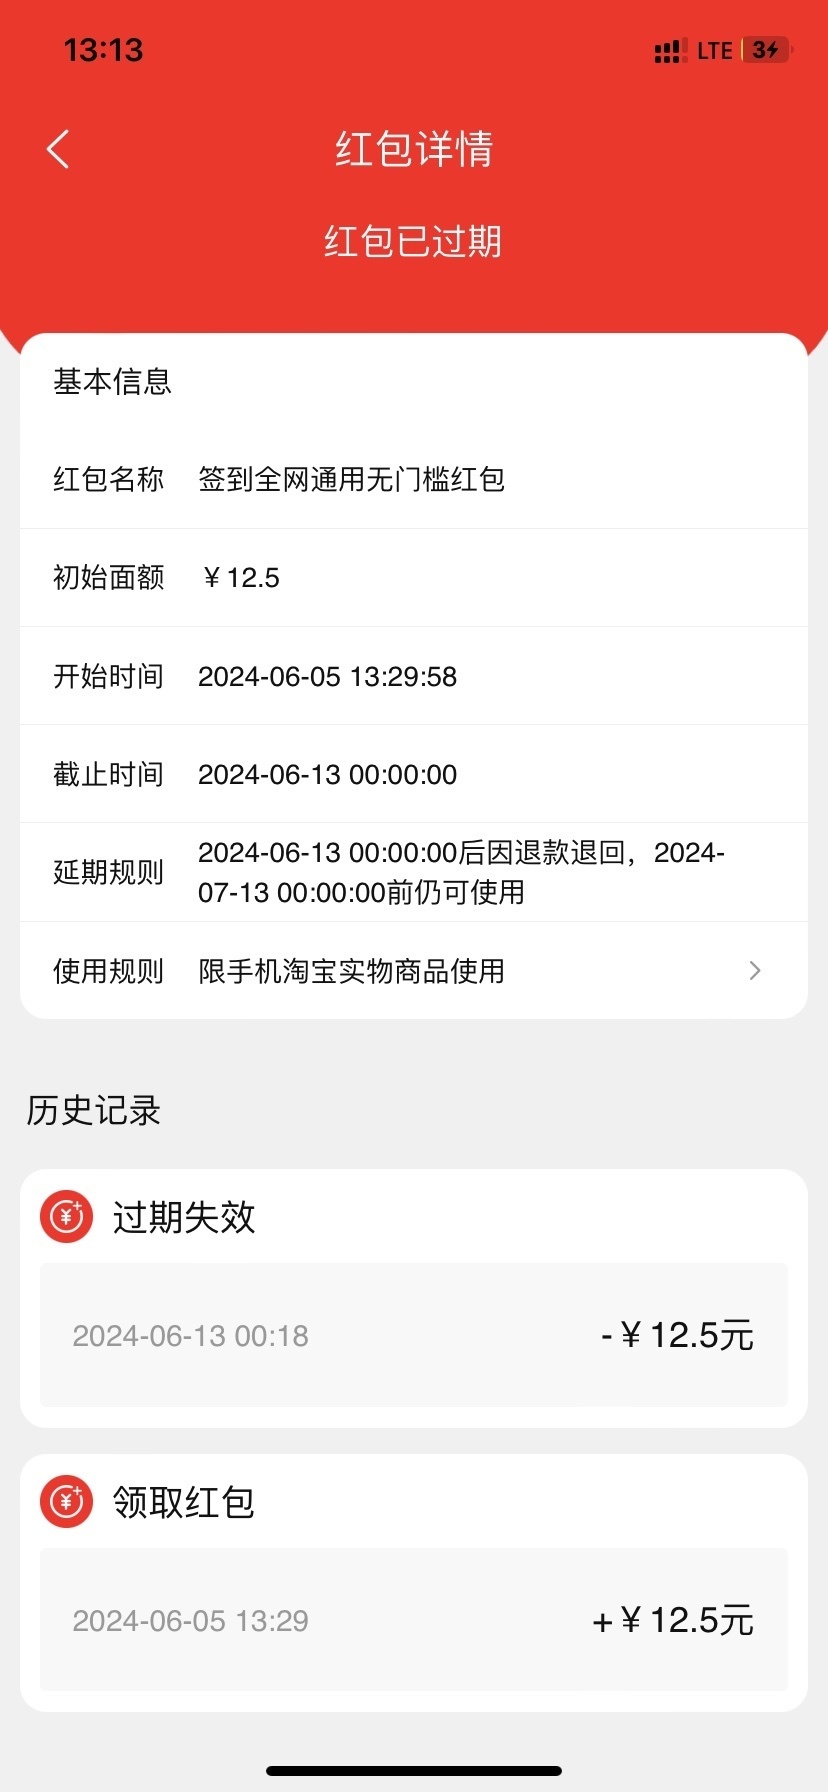 13:13
LTE 3
红包详情
红包已过期
基本信息
红包名称 签到全网通用无门槛红包
初始面额 ¥ 12.5
开始时间 2024-06-05 13:29:58
截止时间 2024-06-13 00:00:00
延期规则 2024-06-13 00:00:00后因退款退回，2024-
07-13 00:00:00前仍可使用
使用规则 限手机淘宝实物商品使用
历史记录
过期失效
2024-06-13 00:18 -¥12.5元
领取红包
2024-06-05 13:29 +¥12.5元